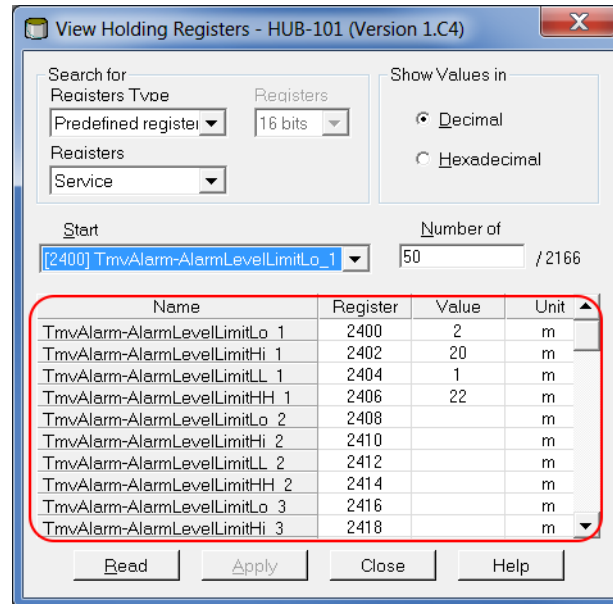 View Holding Registers - HUB-101 (Version 1.C4)
Search for
Registers Type Registers
Predefined register 16 bits
Registers
Service
Show Values in
Decimal
Hexadecimal
Start Number of
[2400] TmvAlarm-AlarmLevelLimitLo_1 50 / 2166
Name Register Value Unit
TmvAlarm-AlarmLevelLimitLo_1 2400 2 m
TmvAlarm-AlarmLevelLimitHi_1 2402 20 m
TmvAlarm-AlarmLevelLimitLL_1 2404 1 m
TmvAlarm-AlarmLevelLimitHH_1 2406 22 m
TmvAlarm-AlarmLevelLimitLo_2 2408 m
TmvAlarm-AlarmLevelLimitHi_2 2410 m
TmvAlarm-AlarmLevelLimitLL_2 2412 m
TmvAlarm-AlarmLevelLimitHH_2 2414 m
TmvAlarm-AlarmLevelLimitLo_3 2416 m
TmvAlarm-AlarmLevelLimitHi_3 2418 m
Read Apply Close Help